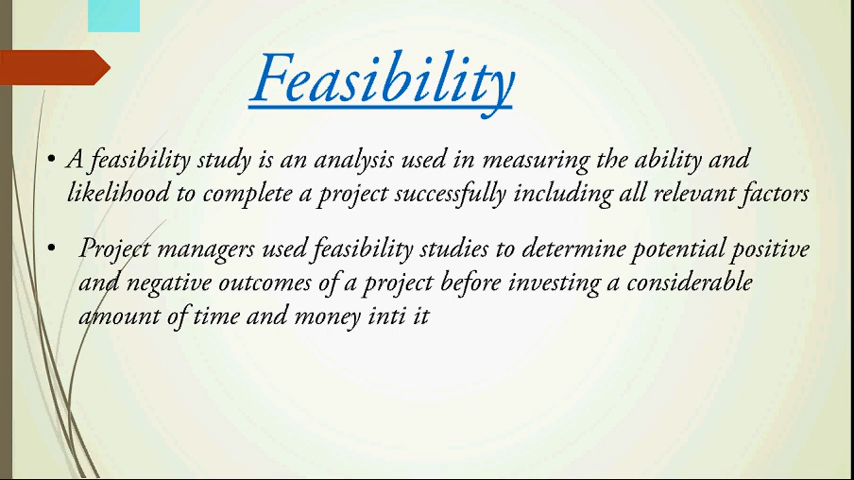 Feasibility
• A feasibility study is an analysis used in measuring the ability and
likelihood to complete a project successfully including all relevant factors
• Project managers used feasibility studies to determine potential positive
and negative outcomes of a project before investing a considerable
amount of time and money inti it